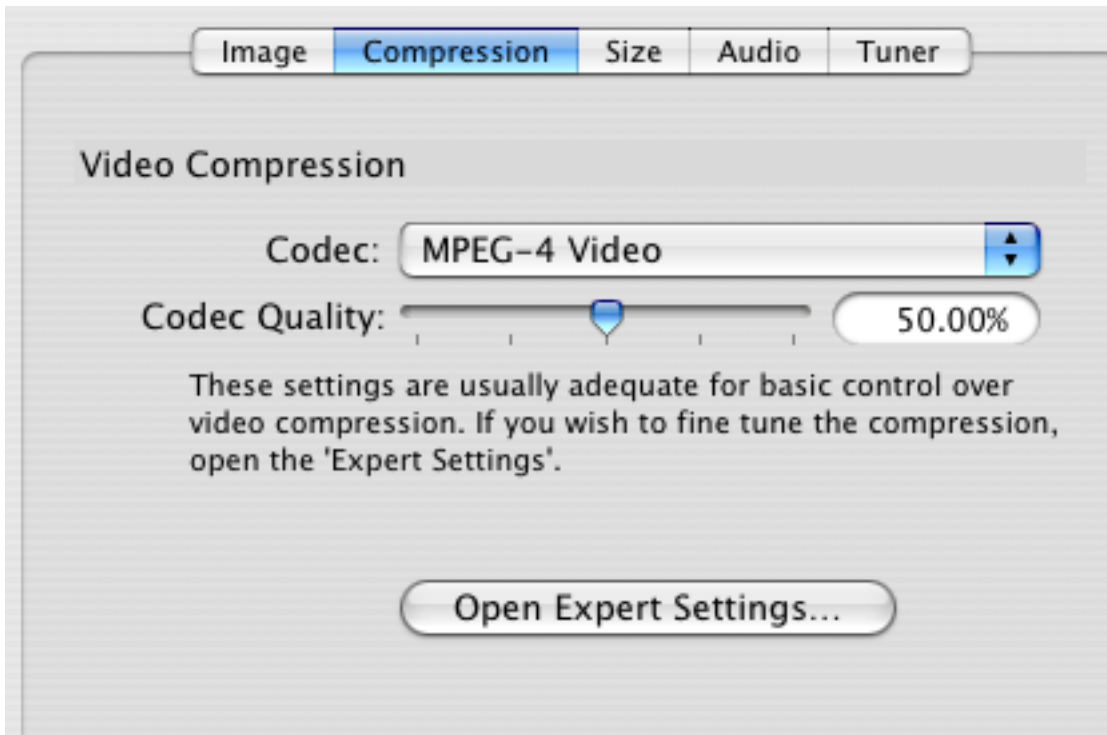 Image Compression Size Audio Tuner
Video Compression
Codec: MPEG-4 Video
Codec Quality: 50.00%
These settings are usually adequate for basic control over
video compression. If you wish to fine tune the compression,
open the 'Expert Settings'.
Open Expert Settings...